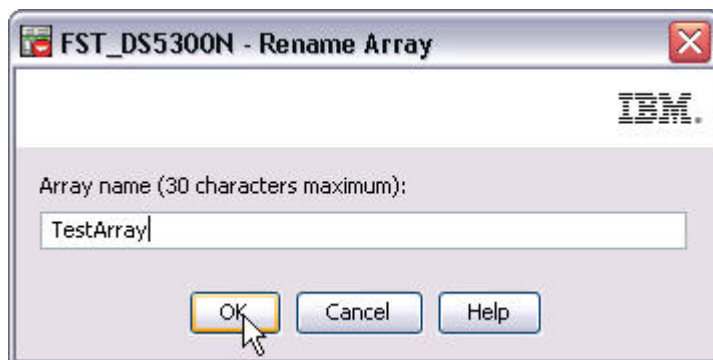 FST_DS5300N - Rename Array
IBM.
Array name (30 characters maximum):
TestArray
OK Cancel Help